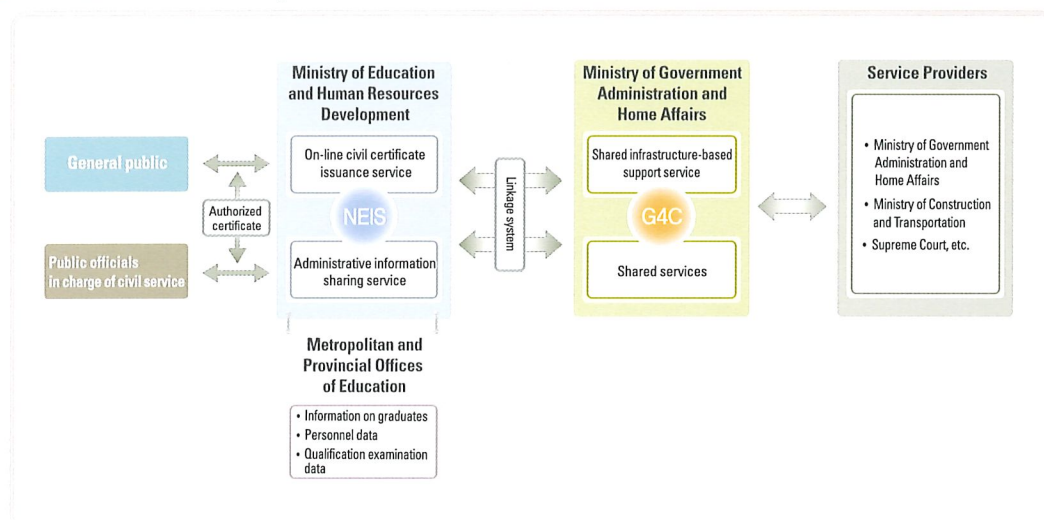 General public
Public officials
in charge of civil service
Authorized
certificate
Ministry of Education
and Human Resources
Development
On-line civil certificate
issuance service
NEIS
Administrative information
sharing service
Metropolitan and
Provincial Offices
of Education
• Information on graduates
• Personnel data
• Qualification examination
data
Linkage system
Ministry of Government
Administration and
Home Affairs
Shared infrastructure-based
support service
G4C
Shared services
Service Providers
• Ministry of Government
Administration and
Home Affairs
• Ministry of Construction
and Transportation
• Supreme Court, etc.